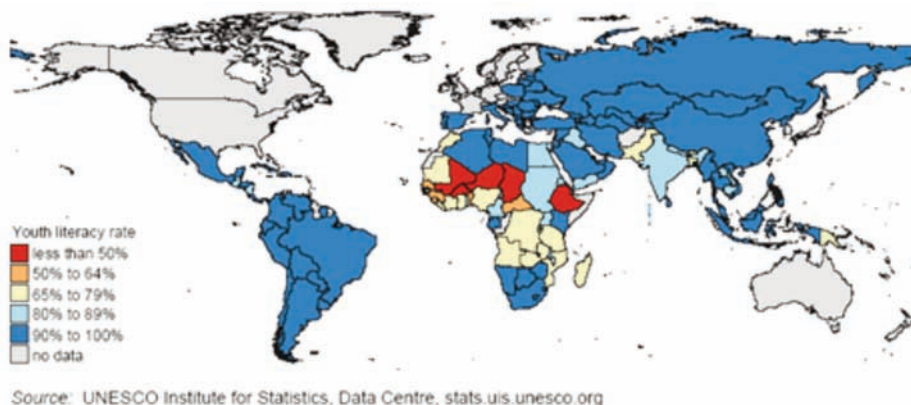 Youth literacy rate
less than 50%
50% to 64%
65% to 79%
80% to 89%
90% to 100%
no data
Source: UNESCO Institute for Statistics, Data Centre, stats.uis.unesco.org